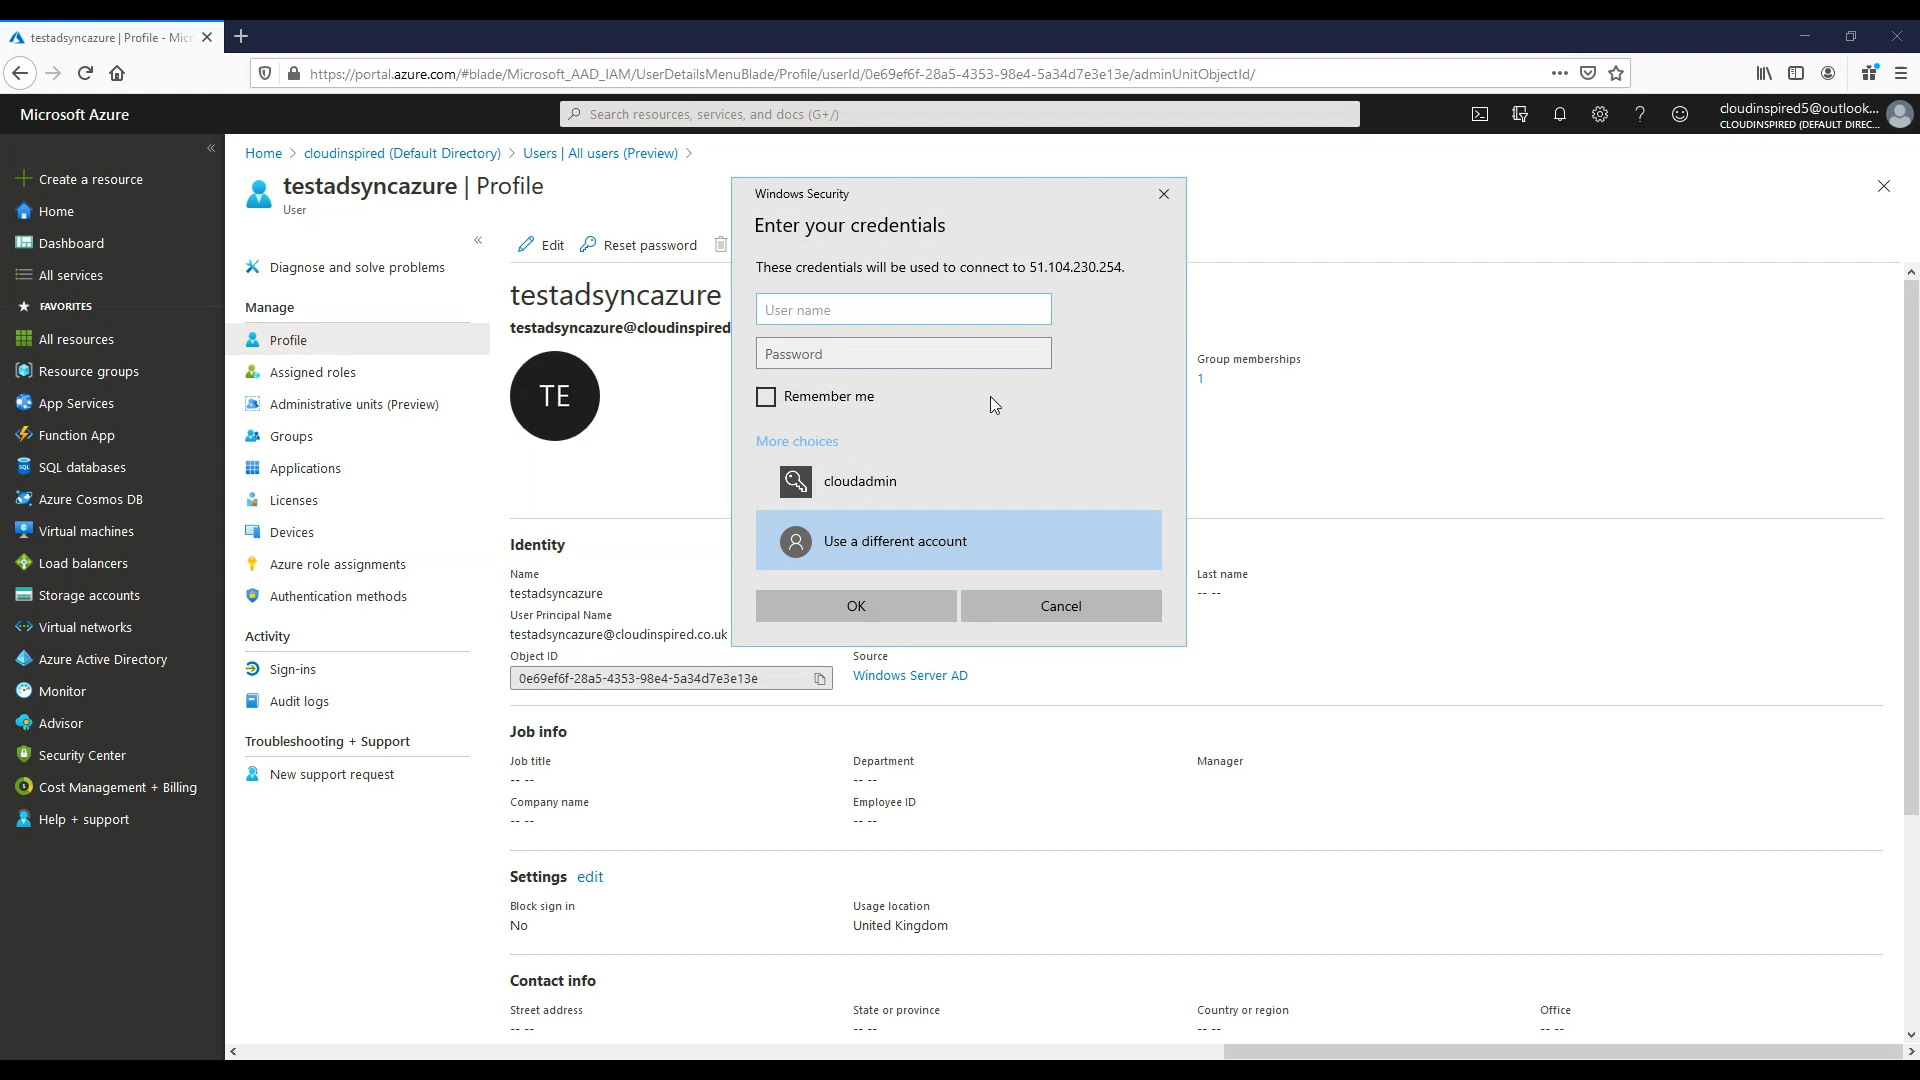 testadsyncazure | Profile - Micr
https://portal.azure.com/#blade/Microsoft_AAD_IAM/UserDetailsMenuBlade/Profile/userId/0e69ef6f-28a5-4353-98e4-5a34d7e3e13e/adminUnitObjectId/
Microsoft Azure
Search resources, services, and docs (G+/)
cloudinspired5@outlook...
CLOUDINSPIRED (DEFAULT DIREC...
Create a resource
Home
Dashboard
All services
FAVORITES
All resources
Resource groups
App Services
Function App
SQL databases
Azure Cosmos DB
Virtual machines
Load balancers
Storage accounts
Virtual networks
Azure Active Directory
Monitor
Advisor
Security Center
Cost Management + Billing
Help + support
Home > cloudinspired (Default Directory) > Users | All users (Preview) >
testadsyncazure | Profile
User
Diagnose and solve problems
Manage
Profile
Assigned roles
Administrative units (Preview)
Groups
Applications
Licenses
Devices
Azure role assignments
Authentication methods
Activity
Sign-ins
Audit logs
Troubleshooting + Support
New support request
Edit
Reset password
testadsyncazure
testadsyncazure@cloudinspired
TE
Group memberships
1
Windows Security
Enter your credentials
These credentials will be used to connect to 51.104.230.254.
User name
Password
Remember me
More choices
cloudadmin
Use a different account
OK
Cancel
Identity
Name
testadsyncazure
Last name
-- --
User Principal Name
testadsyncazure@cloudinspired.co.uk
Object ID
0e69ef6f-28a5-4353-98e4-5a34d7e3e13e
Source
Windows Server AD
Job info
Job title
-- --
Department
-- --
Manager
Company name
-- --
Employee ID
-- --
Settings edit
Block sign in
No
Usage location
United Kingdom
Contact info
Street address
-- --
State or province
-- --
Country or region
-- --
Office
-- --